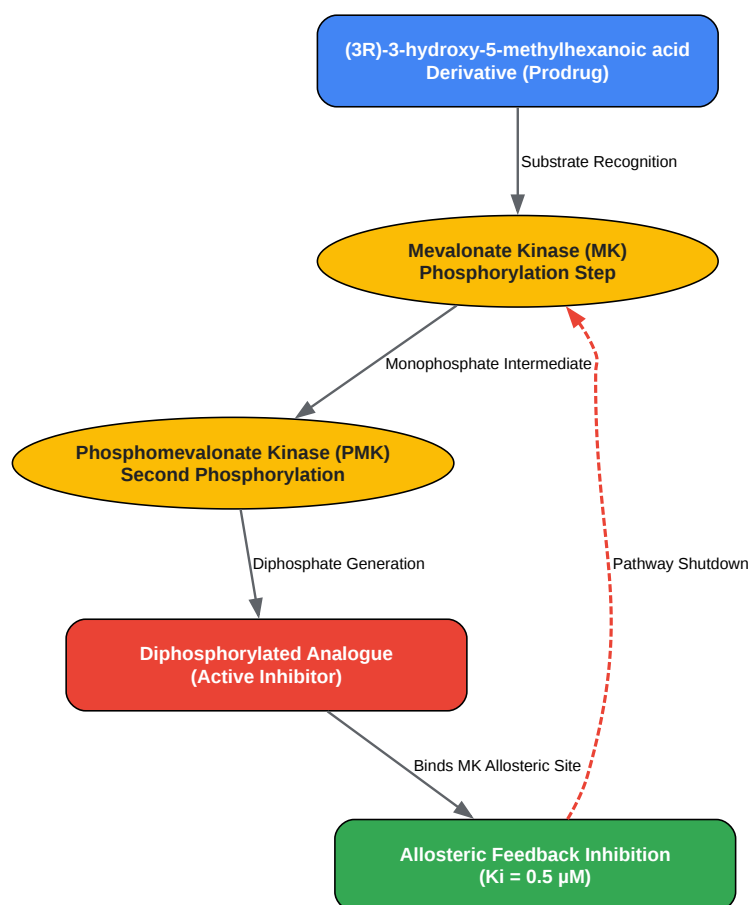 (3R)-3-hydroxy-5-methylhexanoic acid
Derivative (Prodrug)
Substrate Recognition
Mevalonate Kinase (MK)
Phosphorylation Step
Monophosphate Intermediate
Phosphomevalonate Kinase (PMK)
Second Phosphorylation
Diphosphate Generation
Pathway Shutdown
Diphosphorylated Analogue
(Active Inhibitor)
Binds MK Allosteric Site
Allosteric Feedback Inhibition
(Ki = 0.5 µM)